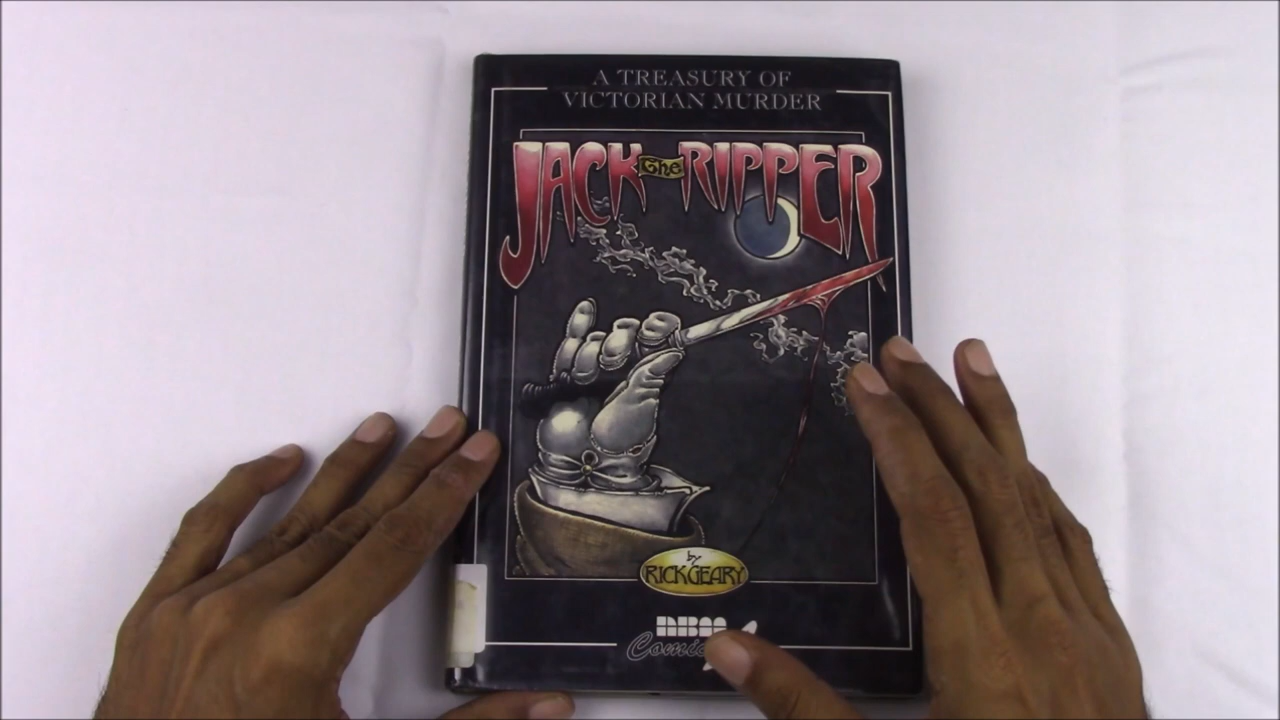 A TREASURY OF
VICTORIAN MURDER
JACK the RIPPER
by
RICK GEARY
NBM